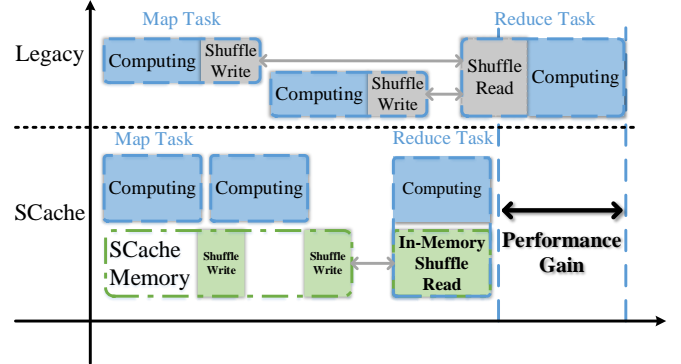 Map Task
Reduce Task
Legacy
Computing
Shuffle
Write
Computing
Shuffle
Write
Shuffle
Read
Computing
Map Task
Reduce Task
SCache
Computing
Computing
Computing
SCache
Memory
Shuffle
Write
Shuffle
Write
In-Memory
Shuffle
Read
Performance
Gain